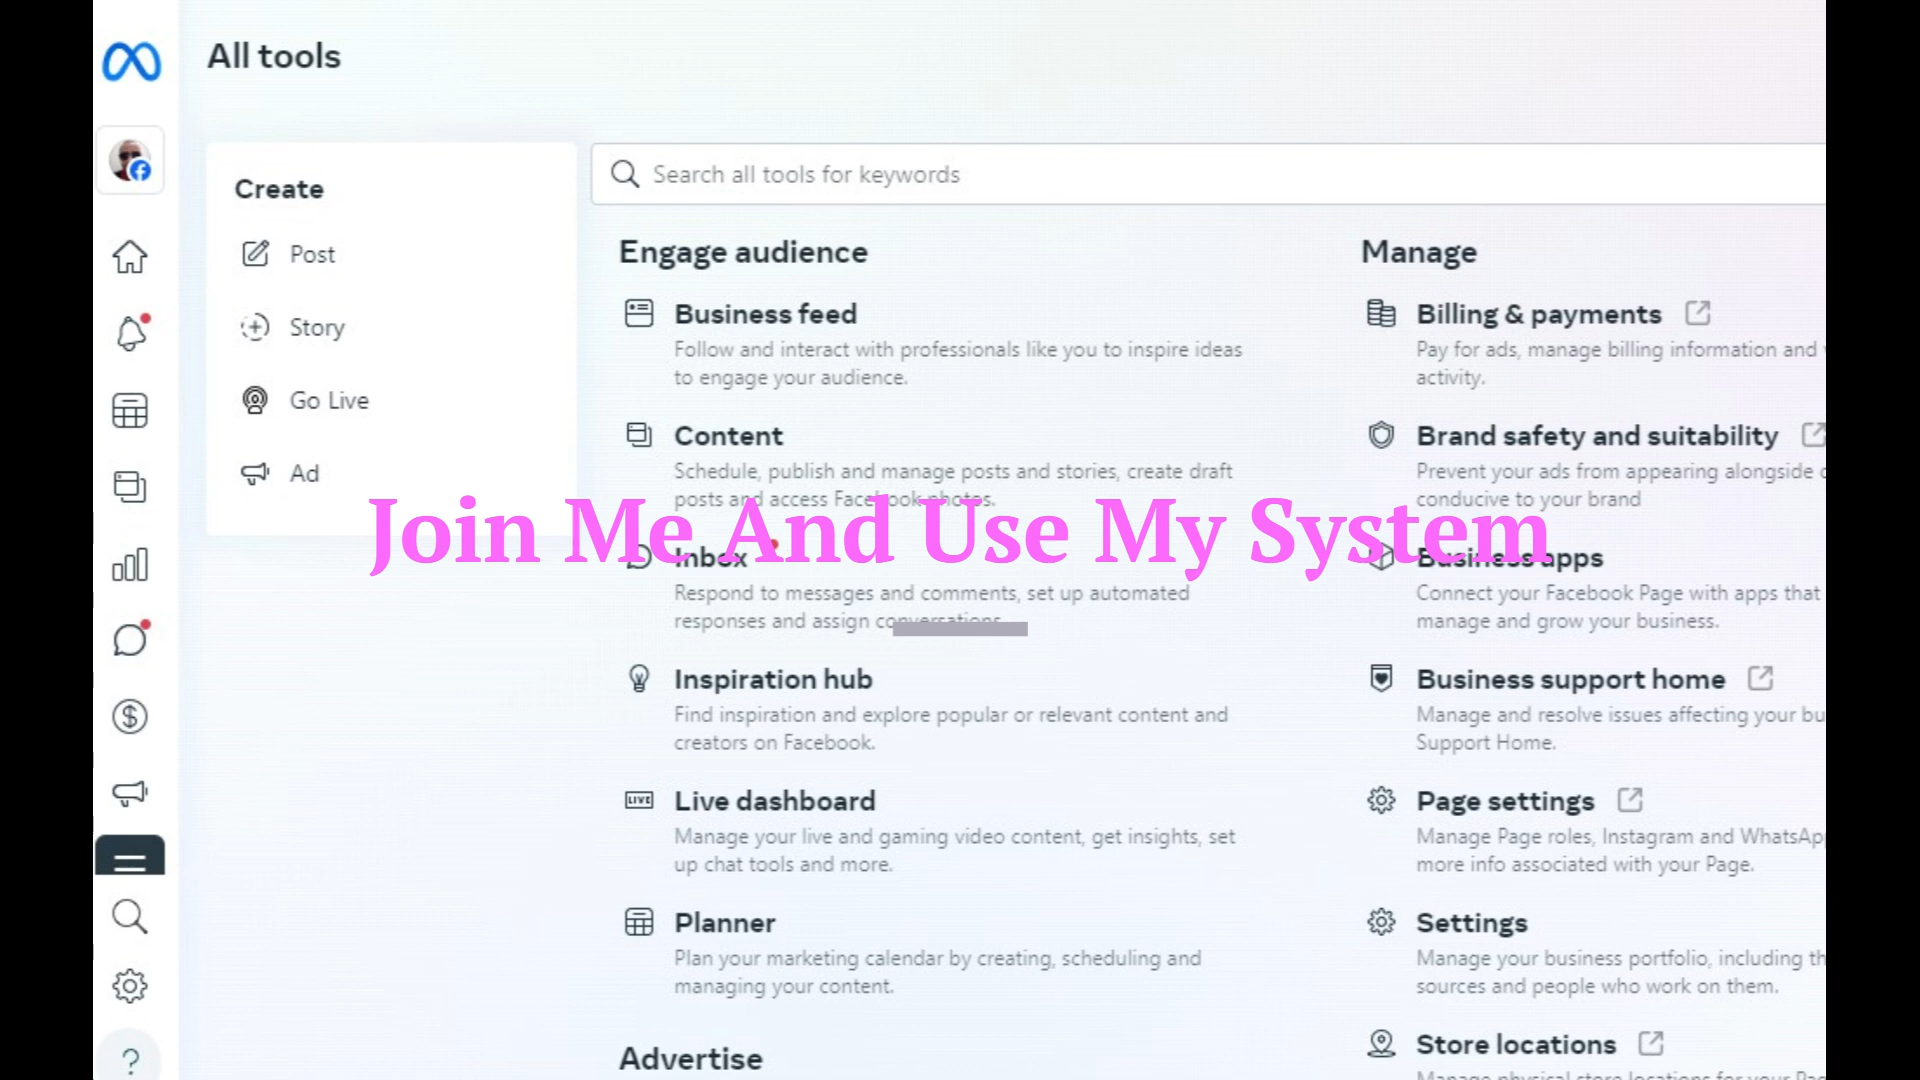 All tools
Create
Post
Story
Go Live
Ad
Search all tools for keywords
Engage audience
Business feed
Follow and interact with professionals like you to inspire ideas
to engage your audience.
Content
Schedule, publish and manage posts and stories, create draft
posts and access Facebook photos.
Join Me And Use My System
Inbox
Respond to messages and comments, set up automated
responses and assign conversations.
Inspiration hub
Find inspiration and explore popular or relevant content and
creators on Facebook.
LIVE
Live dashboard
Manage your live and gaming video content, get insights, set
up chat tools and more.
Planner
Plan your marketing calendar by creating, scheduling and
managing your content.
Advertise
Manage
Billing & payments
Pay for ads, manage billing information and
activity.
Brand safety and suitability
Prevent your ads from appearing alongside
conducive to your brand
Business apps
Connect your Facebook Page with apps that
manage and grow your business.
Business support home
Manage and resolve issues affecting your
Support Home.
Page settings
Manage Page roles, Instagram and WhatsApp
more info associated with your Page.
Settings
Manage your business portfolio, including
sources and people who work on them.
Store locations
Manage physical store locations for your